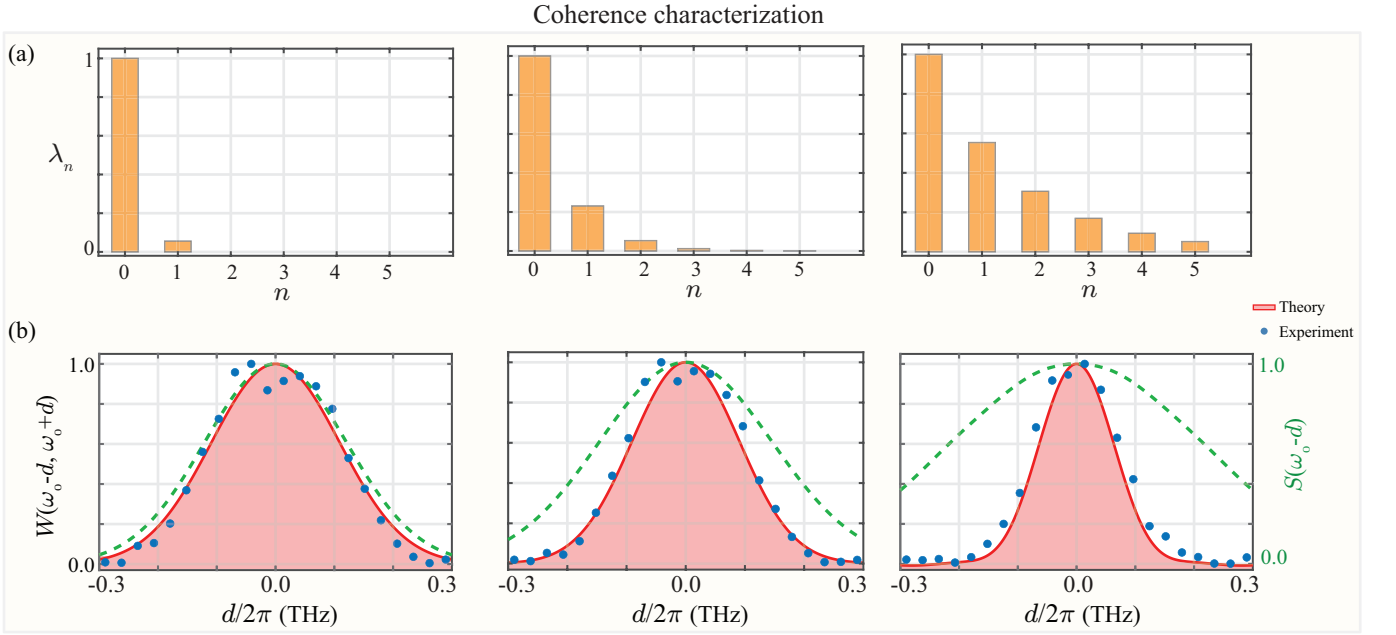 Coherence characterization
(a)
1
λn
0
0 1 2 3 4 5
n
0 1 2 3 4 5
n
0 1 2 3 4 5
n
Theory
Experiment
(b)
1.0
W(ωo-d, ωo+d)
0.0
-0.3 0.0 0.3
d/2π (THz)
-0.3 0.0 0.3
d/2π (THz)
-0.3 0.0 0.3
d/2π (THz)
1.0
S(ωo-d)
0.0